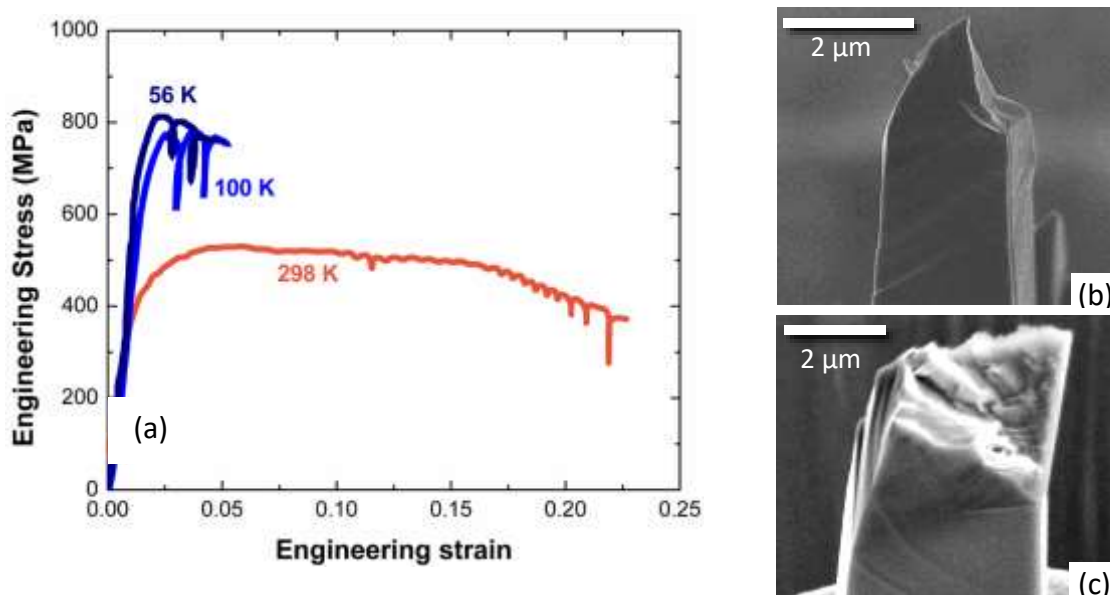 1000
800
600
400
200
0
Engineering Stress (MPa)
56 K
100 K
298 K
(a)
0.00 0.05 0.10 0.15 0.20 0.25
Engineering strain
2 µm
(b)
2 µm
(c)